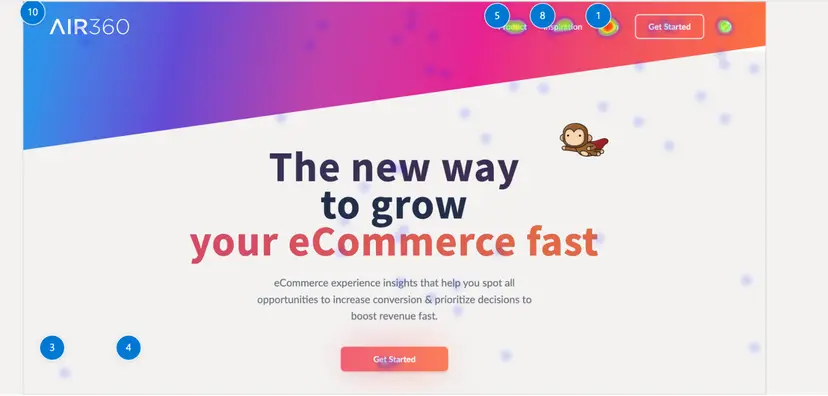 10
5
8
1
AIR360
Product
Inspiration
Get Started
The new way
to grow
your eCommerce fast
eCommerce experience insights that help you spot all
opportunities to increase conversion & prioritize decisions to
boost revenue fast.
3
4
Get Started